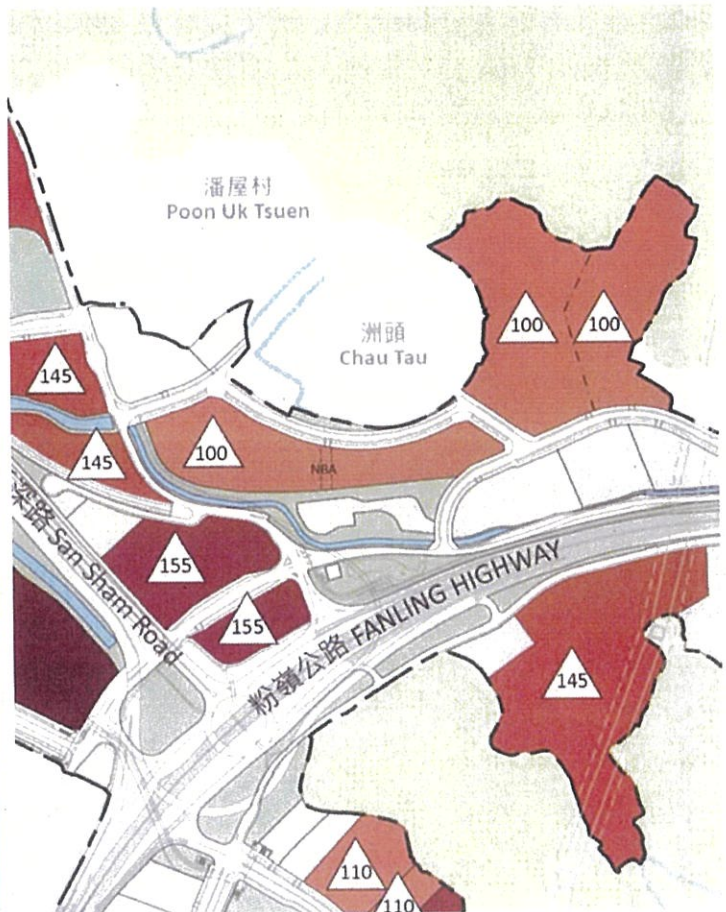 潘屋村
Poon Uk Tsuen
洲頭
Chau Tau
100
100
145
100
145
NBA
155
155
深路 San Sham Road
粉嶺公路 FANLING HIGHWAY
145
110
110